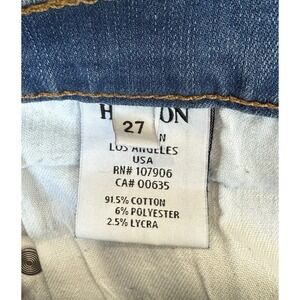 27
LOS ANGELES
USA
RN# 107906
CA# 00635
91.5% COTTON
6% POLYESTER
2.5% LYCRA